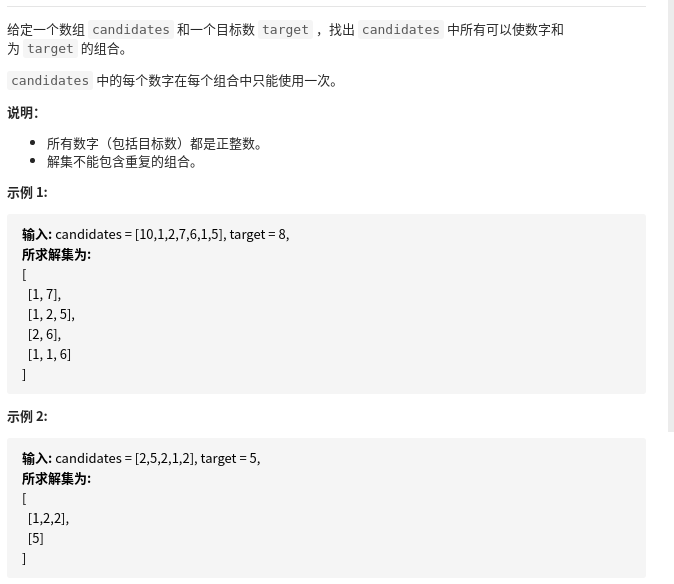 给定一个数组 candidates 和一个目标数 target ，找出 candidates 中所有可以使数字和
为 target 的组合。
candidates 中的每个数字在每个组合中只能使用一次。
说明：
所有数字（包括目标数）都是正整数。
解集不能包含重复的组合。
示例 1:
输入: candidates = [10,1,2,7,6,1,5], target = 8,
所求解集为:
[
[1, 7],
[1, 2, 5],
[2, 6],
[1, 1, 6]
]
示例 2:
输入: candidates = [2,5,2,1,2], target = 5,
所求解集为:
[
[1,2,2],
[5]
]